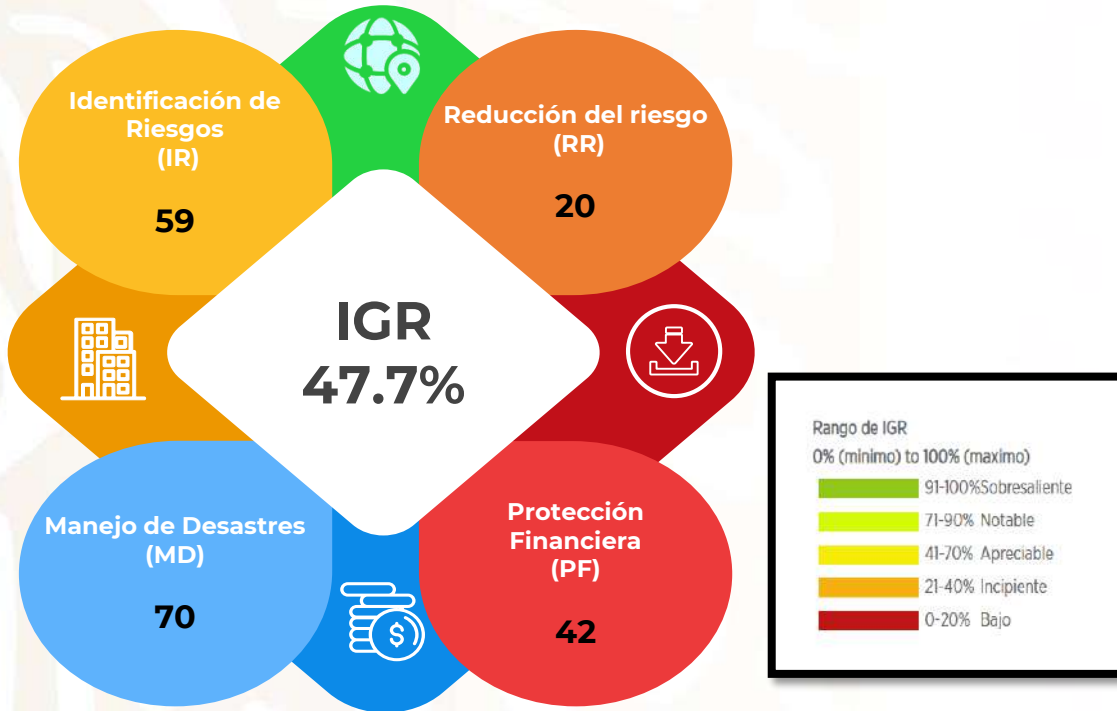 Identificación de
Riesgos
(IR)
59
Reducción del riesgo
(RR)
20
IGR
47.7%
Manejo de Desastres
(MD)
70
$
Protección
Financiera
(PF)
42
Rango de IGR
0% (minimo) to 100% (maximo)
91-100%Sobresaliente
71-90% Notable
41-70% Apreciable
21-40% Incipiente
0-20% Bajo